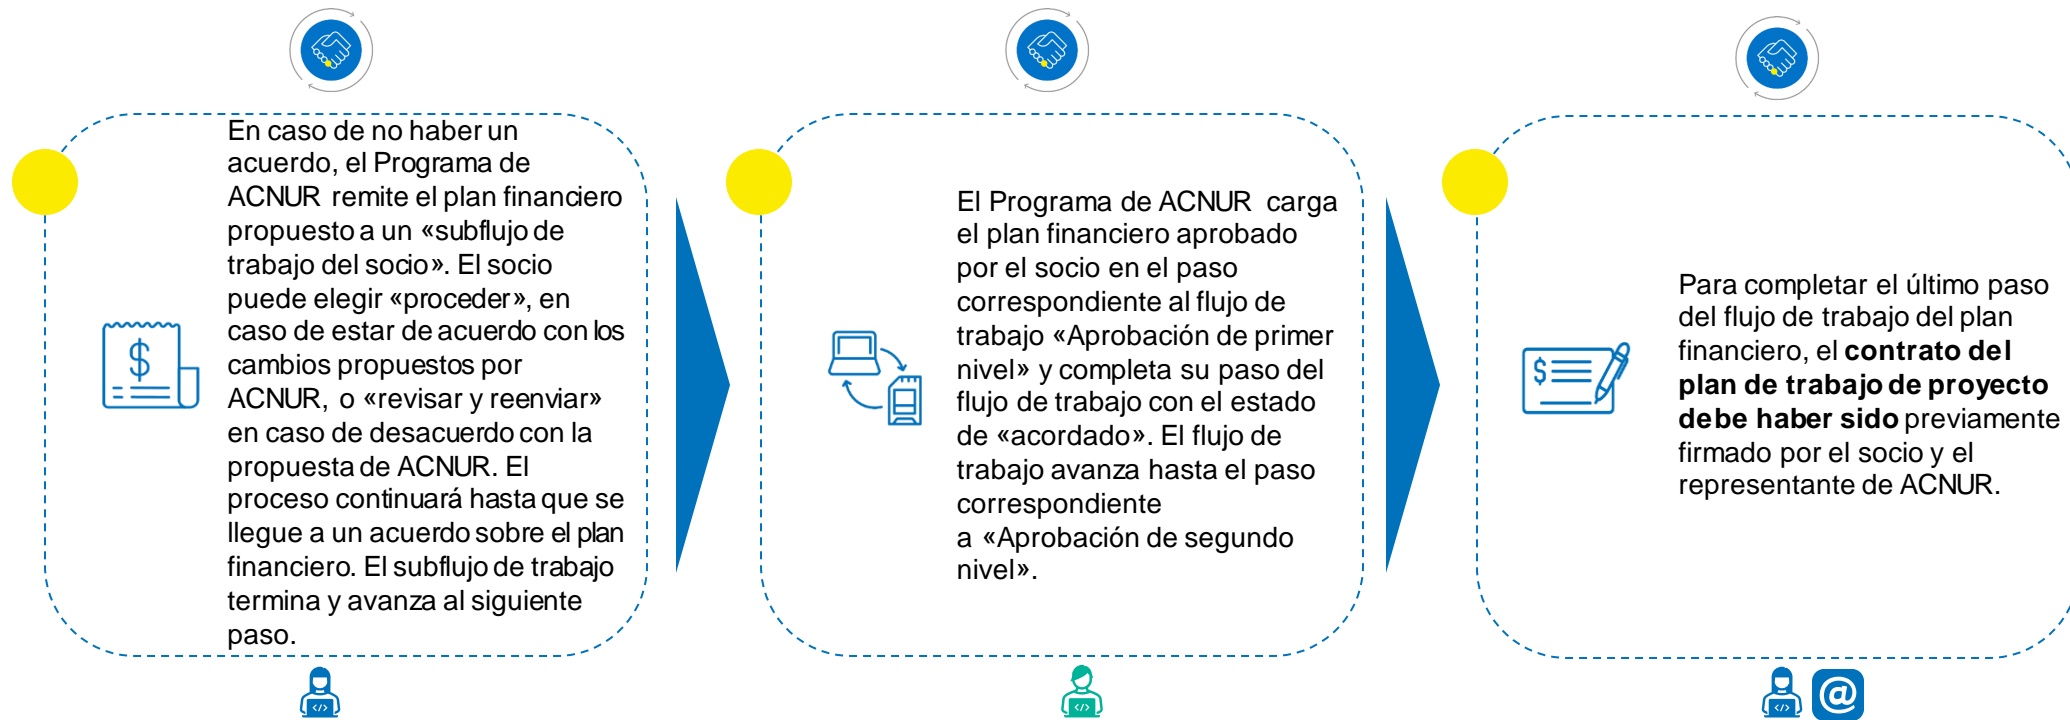 En caso de no haber un
acuerdo, el Programa de
ACNUR remite el plan financiero
propuesto a un «subflujo de
trabajo del socio». El socio
puede elegir «proceder», en
caso de estar de acuerdo con los
cambios propuestos por
ACNUR, o «revisar y reenviar»
en caso de desacuerdo con la
propuesta de ACNUR. El
proceso continuará hasta que se
llegue a un acuerdo sobre el plan
financiero. El subflujo de trabajo
termina y avanza al siguiente
paso.
El Programa de ACNUR carga
el plan financiero aprobado
por el socio en el paso
correspondiente al flujo de
trabajo «Aprobación de primer
nivel» y completa su paso del
flujo de trabajo con el estado
de «acordado». El flujo de
trabajo avanza hasta el paso
correspondiente
a «Aprobación de segundo
nivel».
Para completar el último paso
del flujo de trabajo del plan
financiero, el contrato del
plan de trabajo de proyecto
debe haber sido previamente
firmado por el socio y el
representante de ACNUR.